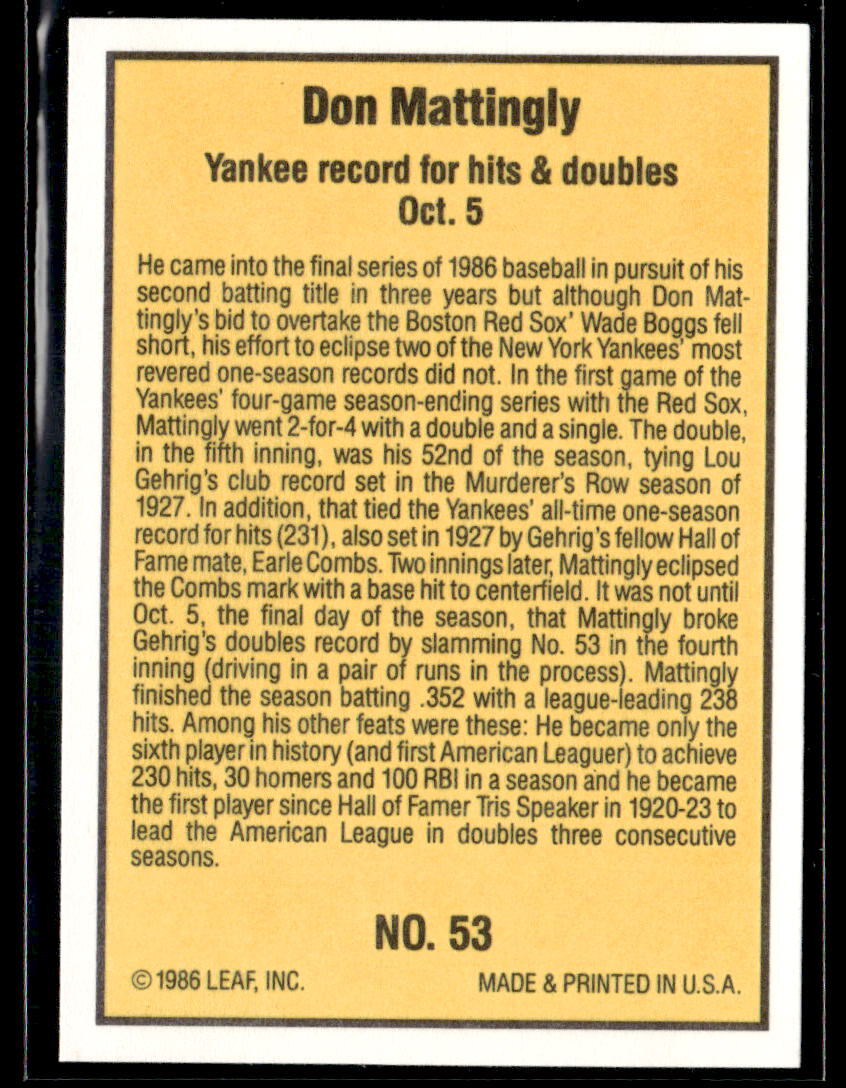 Don Mattingly
Yankee record for hits & doubles
Oct. 5
He came into the final series of 1986 baseball in pursuit of his
second batting title in three years but although Don Mat-
tingly's bid to overtake the Boston Red Sox' Wade Boggs fell
short, his effort to eclipse two of the New York Yankees' most
revered one-season records did not. In the first game of the
Yankees' four-game season-ending series with the Red Sox,
Mattingly went 2-for-4 with a double and a single. The double,
in the fifth inning, was his 52nd of the season, tying Lou
Gehrig's club record set in the Murderer's Row season of
1927. In addition, that tied the Yankees' all-time one-season
record for hits (231), also set in 1927 by Gehrig's fellow Hall of
Fame mate, Earle Combs. Two innings later, Mattingly eclipsed
the Combs mark with a base hit to centerfield. It was not until
Oct. 5, the final day of the season, that Mattingly broke
Gehrig's doubles record by slamming No. 53 in the fourth
inning (driving in a pair of runs in the process). Mattingly
finished the season batting .352 with a league-leading 238
hits. Among his other feats were these: He became only the
sixth player in history (and first American Leaguer) to achieve
230 hits, 30 homers and 100 RBI in a season and he became
the first player since Hall of Famer Tris Speaker in 1920-23 to
lead the American League in doubles three consecutive
seasons.
NO. 53
© 1986 LEAF, INC.
MADE & PRINTED IN U.S.A.